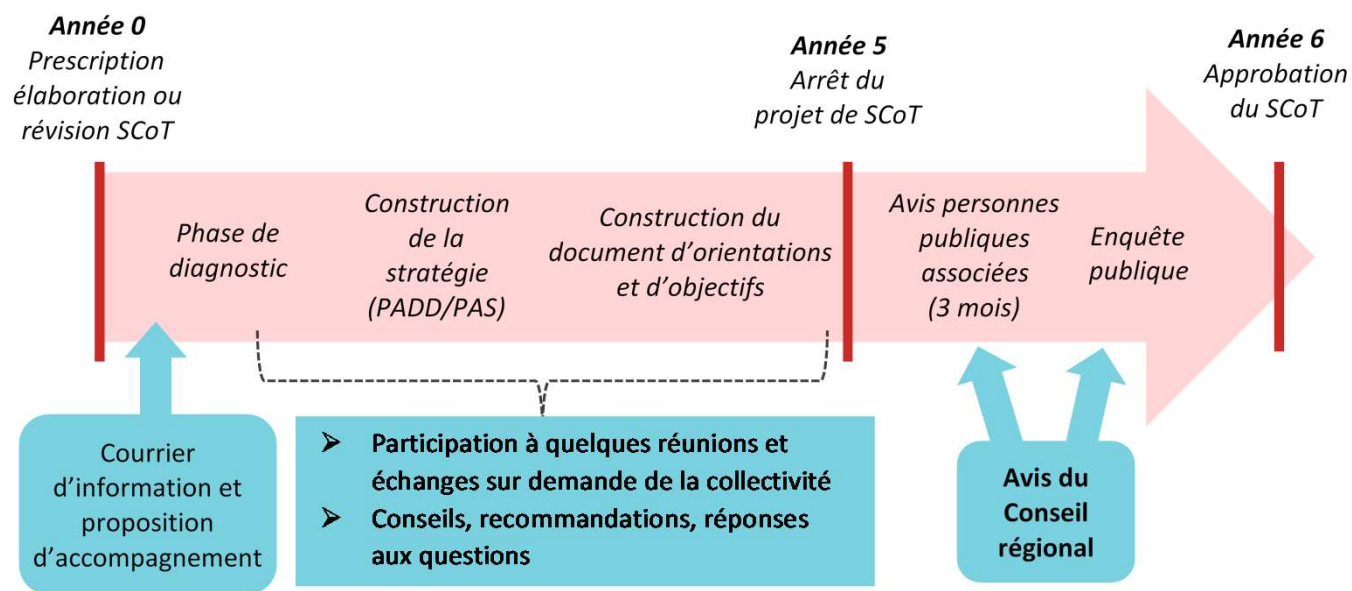 Année 0
Prescription
élaboration ou
révision SCoT
Année 5
Arrêt du
projet de SCoT
Année 6
Approbation
du SCoT
Phase de
diagnostic
Construction
de la
stratégie
(PADD/PAS)
Construction du
document d’orientations
et d’objectifs
Avis personnes
publiques
associées
(3 mois)
Enquête
publique
Courrier
d’information et
proposition
d’accompagnement
➢ Participation à quelques réunions et
échanges sur demande de la collectivité
➢ Conseils, recommandations, réponses
aux questions
Avis du
Conseil
régional